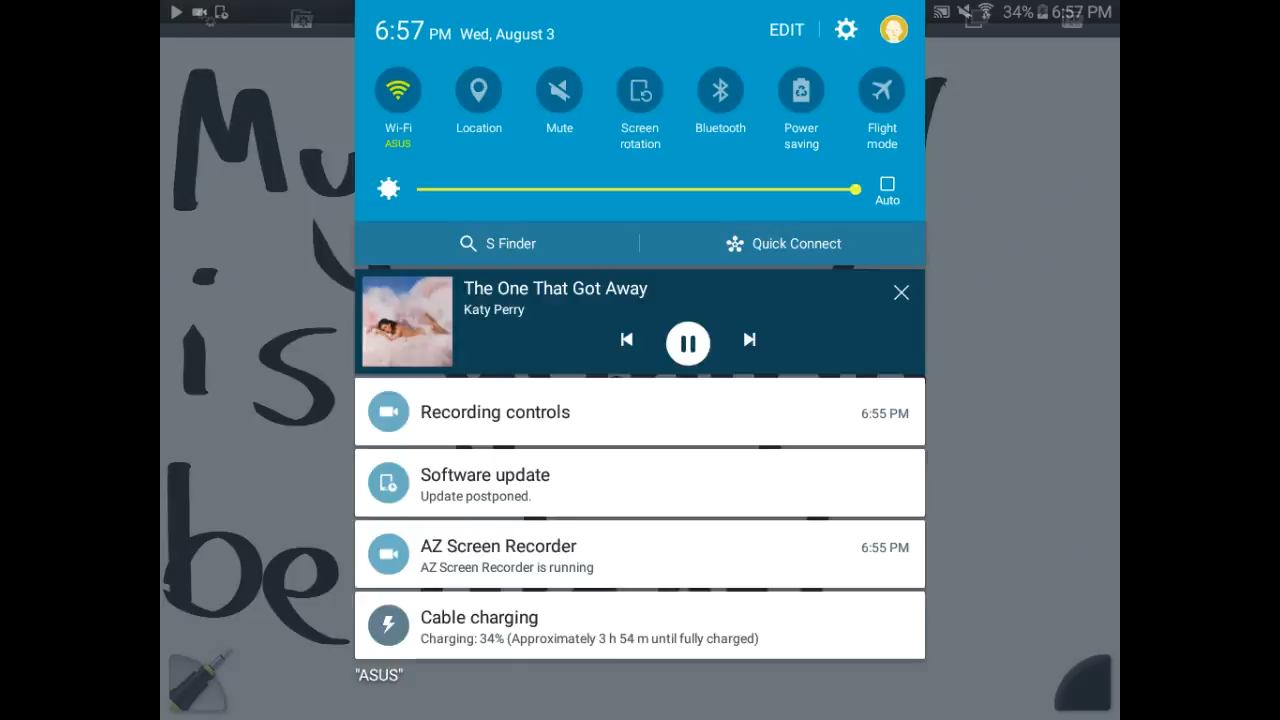 6:57 PM Wed, August 3 EDIT
34% 6:57 PM
Wi-Fi Location Mute Screen rotation Bluetooth Power saving Flight mode
ASUS
Auto
S Finder Quick Connect
The One That Got Away
Katy Perry
Recording controls 6:55 PM
Software update
Update postponed.
AZ Screen Recorder 6:55 PM
AZ Screen Recorder is running
Cable charging
Charging: 34% (Approximately 3 h 54 m until fully charged)
"ASUS"
My
is
be